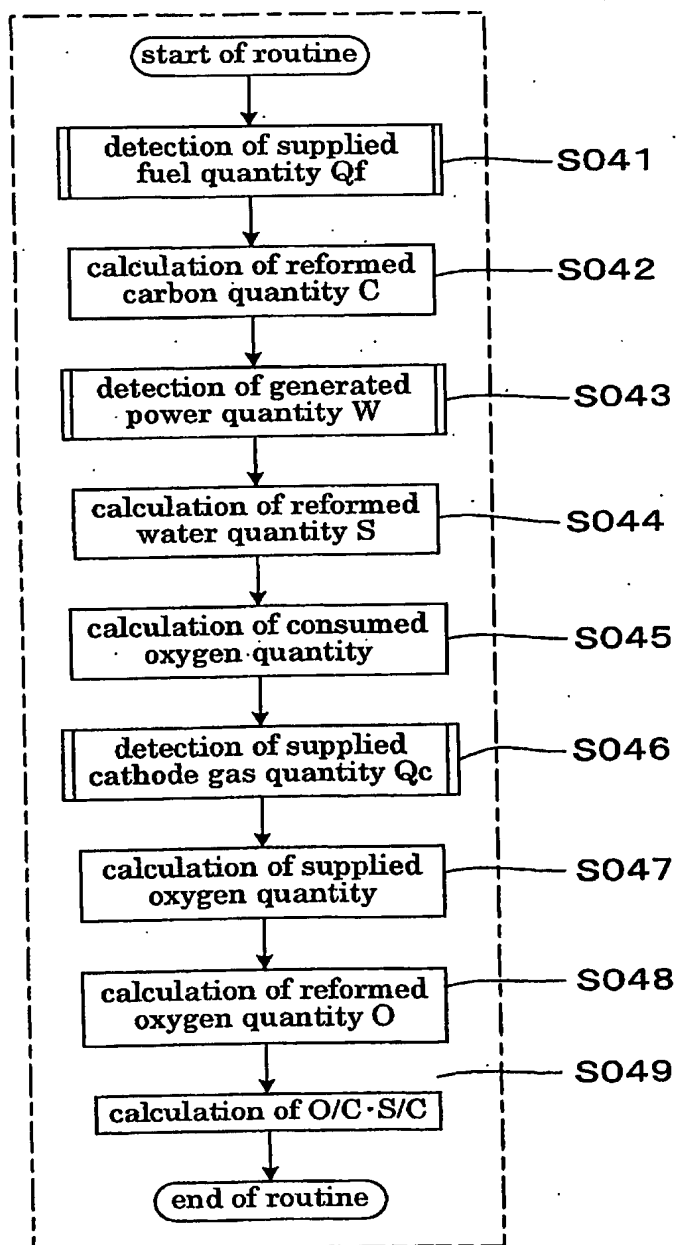 start of routine
detection of supplied
fuel quantity Qf
S041
calculation of reformed
carbon quantity C
S042
detection of generated
power quantity W
S043
calculation of reformed
water quantity S
S044
calculation of consumed
oxygen quantity
S045
detection of supplied
cathode gas quantity Qc
S046
calculation of supplied
oxygen quantity
S047
calculation of reformed
oxygen quantity O
S048
calculation of O/C·S/C
S049
end of routine